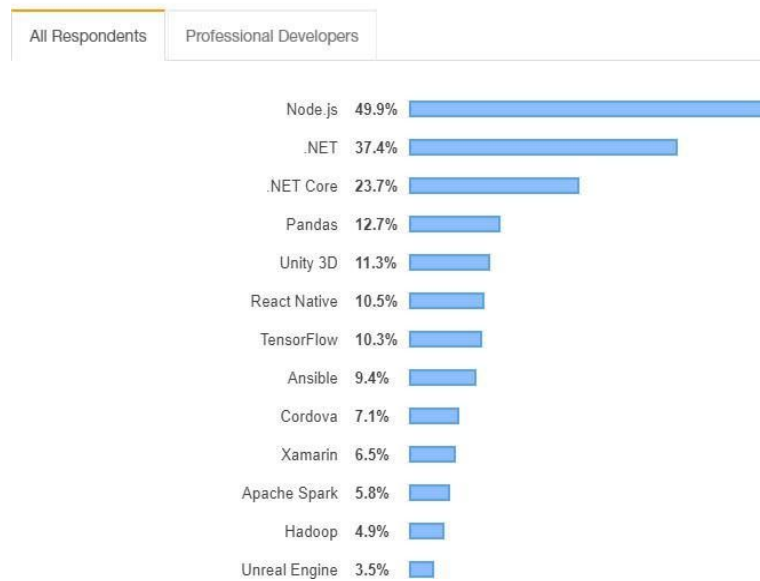 All Respondents Professional Developers
Node.js 49.9%
.NET 37.4%
.NET Core 23.7%
Pandas 12.7%
Unity 3D 11.3%
React Native 10.5%
TensorFlow 10.3%
Ansible 9.4%
Cordova 7.1%
Xamarin 6.5%
Apache Spark 5.8%
Hadoop 4.9%
Unreal Engine 3.5%